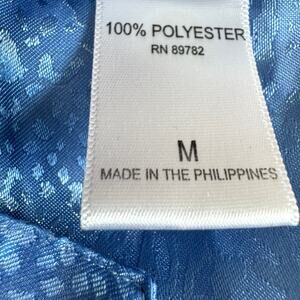 100% POLYESTER
RN 89782
M
MADE IN THE PHILIPPINES